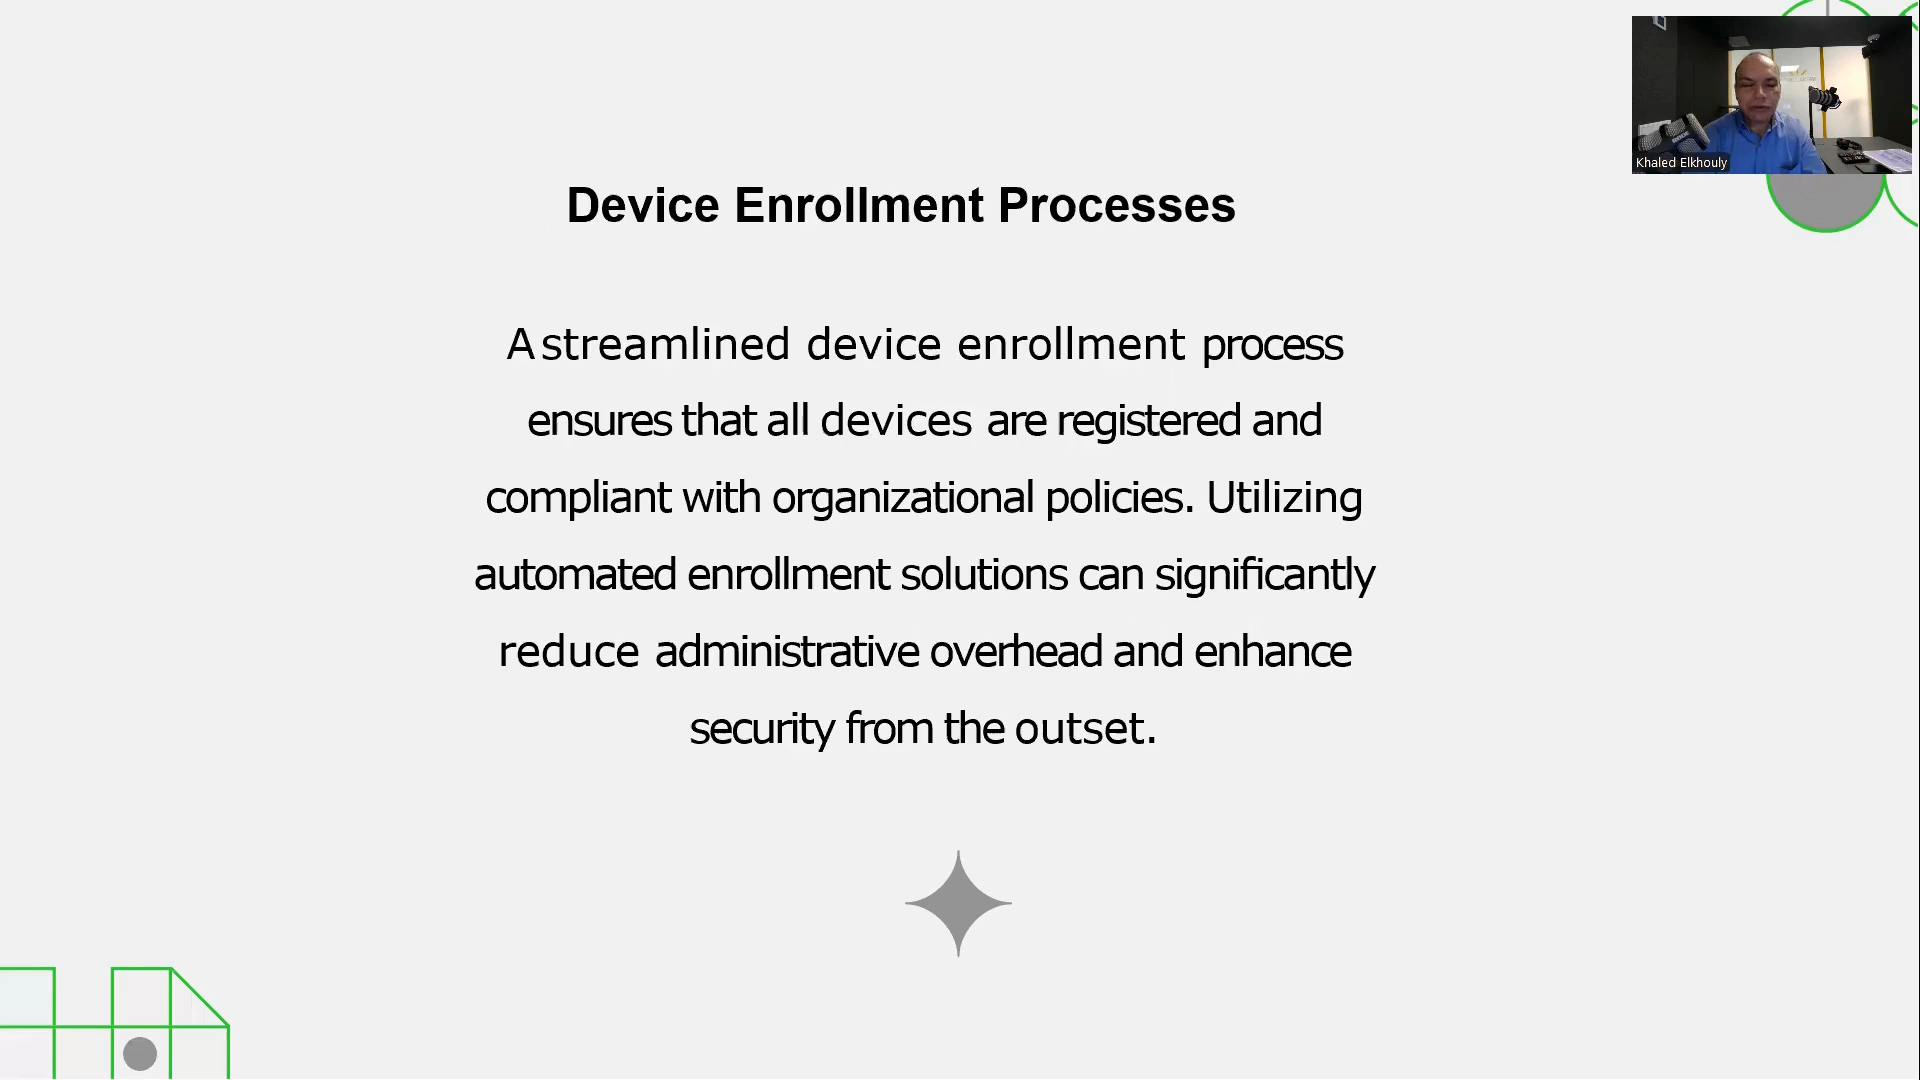 Khaled Elkhouly
Device Enrollment Processes
A streamlined device enrollment process
ensures that all devices are registered and
compliant with organizational policies. Utilizing
automated enrollment solutions can significantly
reduce administrative overhead and enhance
security from the outset.